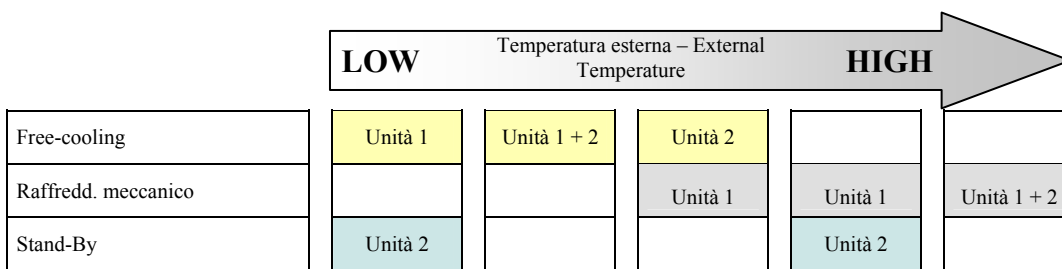 LOW
Temperatura esterna – External
Temperature
HIGH
Free-cooling Unità 1 Unità 1 + 2 Unità 2
Raffredd. meccanico Unità 1 Unità 1 Unità 1 + 2
Stand-By Unità 2 Unità 2